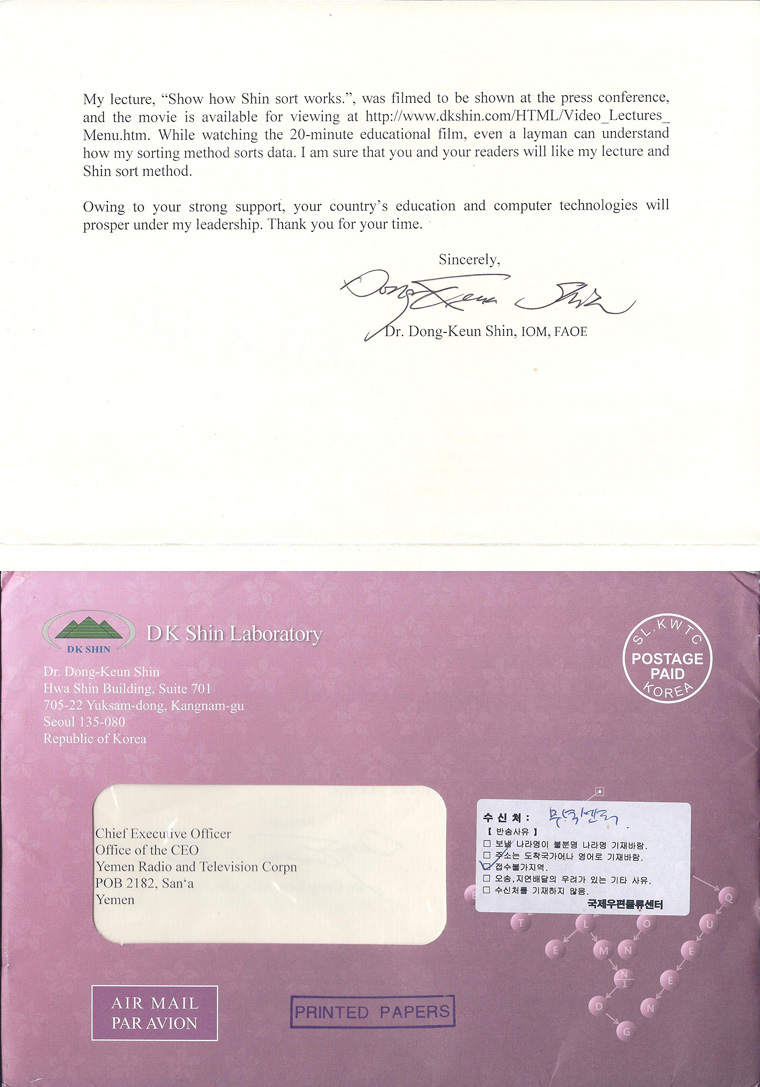 My lecture, “Show how Shin sort works.”, was filmed to be shown at the press conference,
and the movie is available for viewing at http://www.dkshin.com/HTML/Video_Lectures_
Menu.htm. While watching the 20-minute educational film, even a layman can understand
how my sorting method sorts data. I am sure that you and your readers will like my lecture and
Shin sort method.
Owing to your strong support, your country’s education and computer technologies will
prosper under my leadership. Thank you for your time.
Sincerely,
Dong-Keun Shin
Dr. Dong-Keun Shin, IOM, FAOE
DK SHIN
DK Shin Laboratory
Dr. Dong-Keun Shin
Hwa Shin Building, Suite 701
705-22 Yuksam-dong, Kangnam-gu
Seoul 135-080
Republic of Korea
SL.KWTC
POSTAGE
PAID
KOREA
Chief Executive Officer
Office of the CEO
Yemen Radio and Television Corpn
POB 2182, San‘a
Yemen
수신처 :
【 반송사유 】
□ 보낼 나라명이 불분명 나라명 기재바람.
□ 주소는 도착국가어나 영어로 기재바람.
□ 접수불가지역.
□ 오송,지연배달의 우려가 있는 기타 사유.
□ 수신처를 기재하지 않음.
국제우편물류센터
Q
T L O U
E M N E
N E
I
D N
G
AIR MAIL
PAR AVION
PRINTED PAPERS